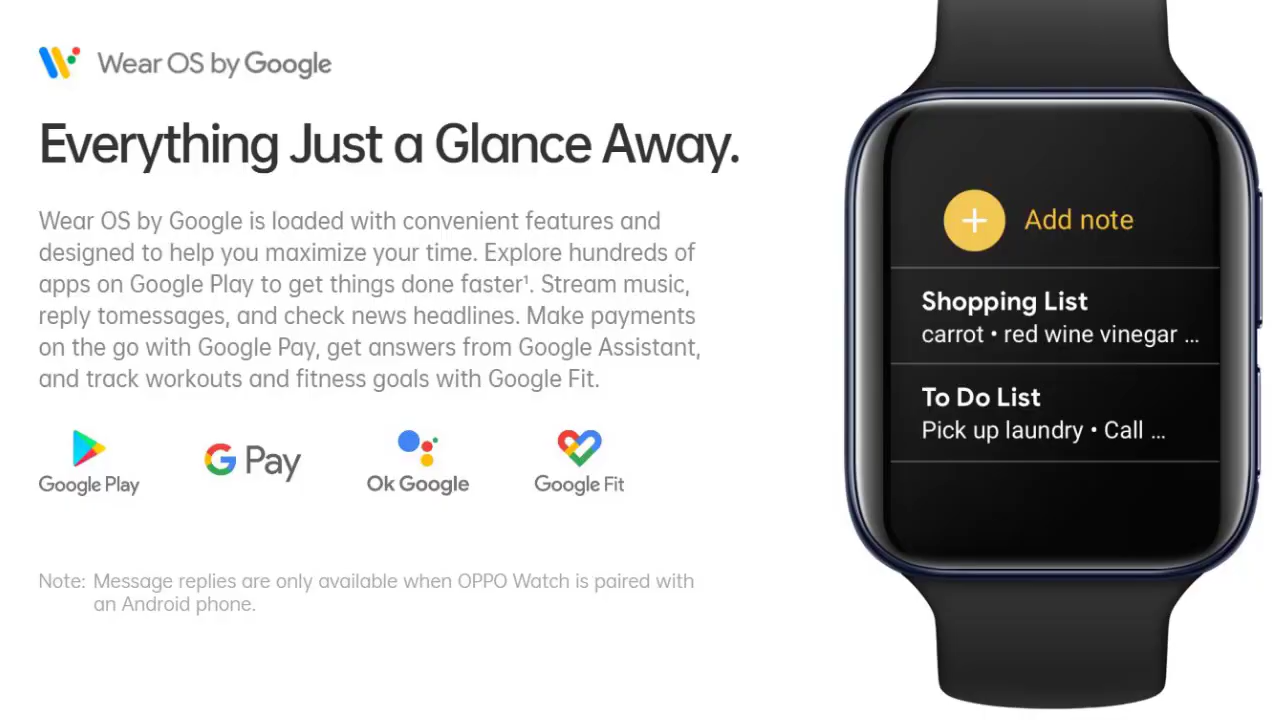 Wear OS by Google
Everything Just a Glance Away.
Wear OS by Google is loaded with convenient features and
designed to help you maximize your time. Explore hundreds of
apps on Google Play to get things done faster¹. Stream music,
reply tomessages, and check news headlines. Make payments
on the go with Google Pay, get answers from Google Assistant,
and track workouts and fitness goals with Google Fit.
Google Play
G Pay
Ok Google
Google Fit
Note: Message replies are only available when OPPO Watch is paired with
an Android phone.
Add note
Shopping List
carrot • red wine vinegar ...
To Do List
Pick up laundry • Call ...